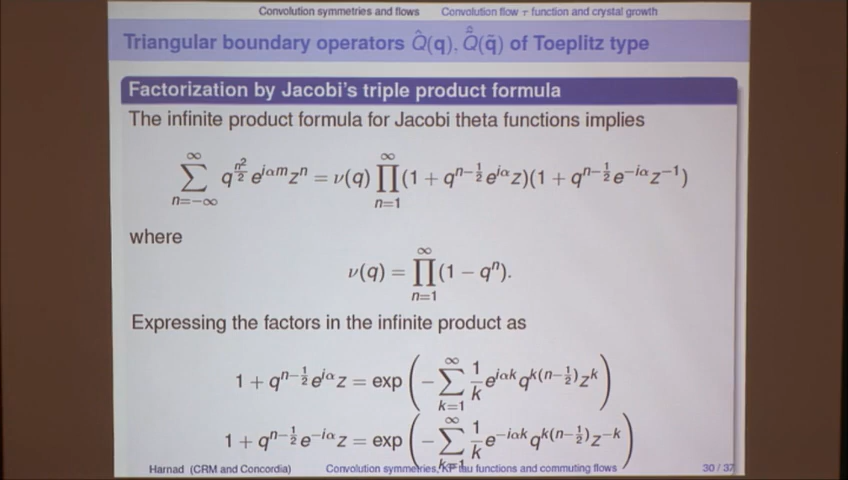 Convolution symmetries and flows Convolution flow τ function and crystal growth
Triangular boundary operators Q̂(q), Q̃̂(q̃) of Toeplitz type
Factorization by Jacobi's triple product formula
The infinite product formula for Jacobi theta functions implies
∑_{n=−∞}^{∞} q^{n²/2} e^{iαn} z^n = ν(q) ∏_{n=1}^{∞} (1 + q^{n−1/2} e^{iα} z)(1 + q^{n−1/2} e^{−iα} z^{−1})
where
ν(q) = ∏_{n=1}^{∞} (1 − q^n).
Expressing the factors in the infinite product as
1 + q^{n−1/2} e^{iα} z = exp (−∑_{k=1}^{∞} 1/k e^{iαk} q^{k(n−1/2)} z^k)
1 + q^{n−1/2} e^{−iα} z = exp (−∑_{k=1}^{∞} 1/k e^{−iαk} q^{k(n−1/2)} z^{−k})
Harnad (CRM and Concordia) Convolution symmetries, KP tau functions and commuting flows 30 / 37